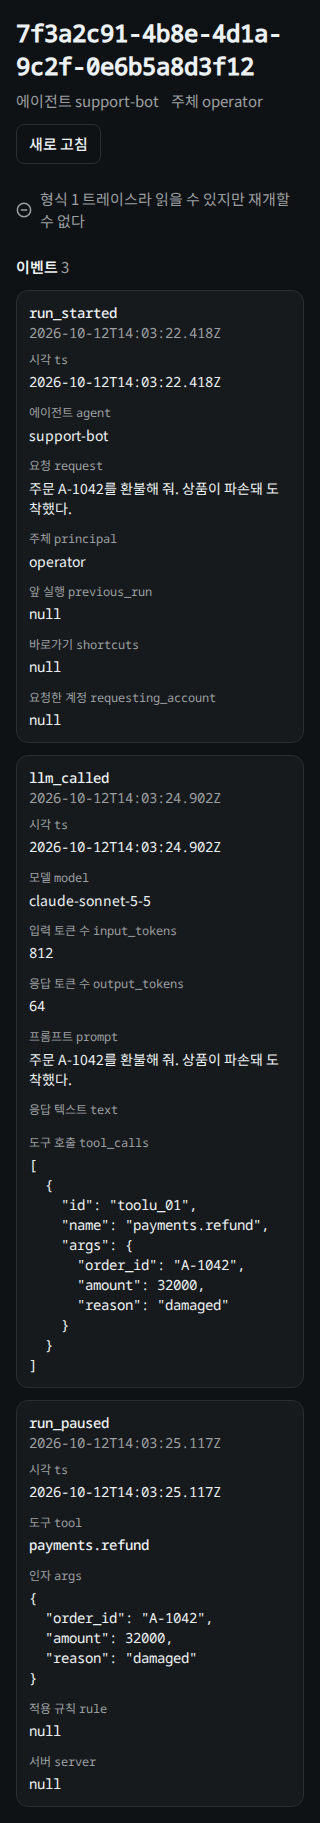 7f3a2c91-4b8e-4d1a-
9c2f-0e6b5a8d3f12
에이전트 support-bot 주체 operator
새로 고침
형식 1 트레이스라 읽을 수 있지만 재개할
수 없다
이벤트 3
run_started
2026-10-12T14:03:22.418Z
시각 ts
2026-10-12T14:03:22.418Z
에이전트 agent
support-bot
요청 request
주문 A-1042를 환불해 줘. 상품이 파손돼 도
착했다.
주체 principal
operator
앞 실행 previous_run
null
바로가기 shortcuts
null
요청한 계정 requesting_account
null
llm_called
2026-10-12T14:03:24.902Z
시각 ts
2026-10-12T14:03:24.902Z
모델 model
claude-sonnet-5-5
입력 토큰 수 input_tokens
812
응답 토큰 수 output_tokens
64
프롬프트 prompt
주문 A-1042를 환불해 줘. 상품이 파손돼 도
착했다.
응답 텍스트 text
도구 호출 tool_calls
[
  {
    "id": "toolu_01",
    "name": "payments.refund",
    "args": {
      "order_id": "A-1042",
      "amount": 32000,
      "reason": "damaged"
    }
  }
]
run_paused
2026-10-12T14:03:25.117Z
시각 ts
2026-10-12T14:03:25.117Z
도구 tool
payments.refund
인자 args
{
  "order_id": "A-1042",
  "amount": 32000,
  "reason": "damaged"
}
적용 규칙 rule
null
서버 server
null